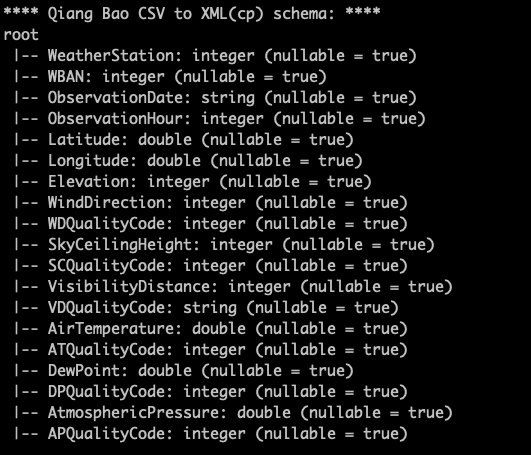 **** Qiang Bao CSV to XML(cp) schema: ****
root
 |-- WeatherStation: integer (nullable = true)
 |-- WBAN: integer (nullable = true)
 |-- ObservationDate: string (nullable = true)
 |-- ObservationHour: integer (nullable = true)
 |-- Latitude: double (nullable = true)
 |-- Longitude: double (nullable = true)
 |-- Elevation: integer (nullable = true)
 |-- WindDirection: integer (nullable = true)
 |-- WDQualityCode: integer (nullable = true)
 |-- SkyCeilingHeight: integer (nullable = true)
 |-- SCQualityCode: integer (nullable = true)
 |-- VisibilityDistance: integer (nullable = true)
 |-- VDQualityCode: string (nullable = true)
 |-- AirTemperature: double (nullable = true)
 |-- ATQualityCode: integer (nullable = true)
 |-- DewPoint: double (nullable = true)
 |-- DPQualityCode: integer (nullable = true)
 |-- AtmosphericPressure: double (nullable = true)
 |-- APQualityCode: integer (nullable = true)